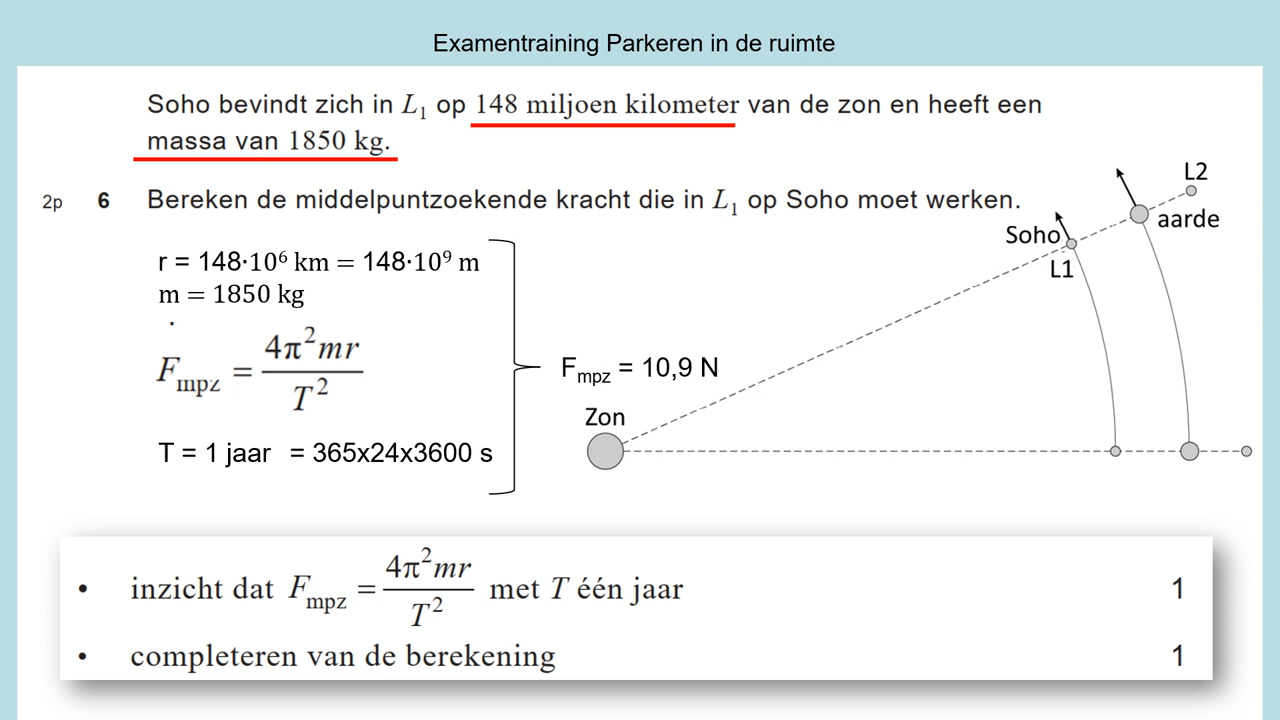 Examentraining Parkeren in de ruimte
Soho bevindt zich in L₁ op 148 miljoen kilometer van de zon en heeft een
massa van 1850 kg.
2p 6 Bereken de middelpuntzoekende kracht die in L₁ op Soho moet werken.
r = 148·10⁶ km = 148·10⁹ m
m = 1850 kg
F_mpz = 4π²mr / T²
T = 1 jaar = 365x24x3600 s
F_mpz = 10,9 N
L2
aarde
Soho
L1
Zon
• inzicht dat F_mpz = 4π²mr / T² met T één jaar 1
• completeren van de berekening 1